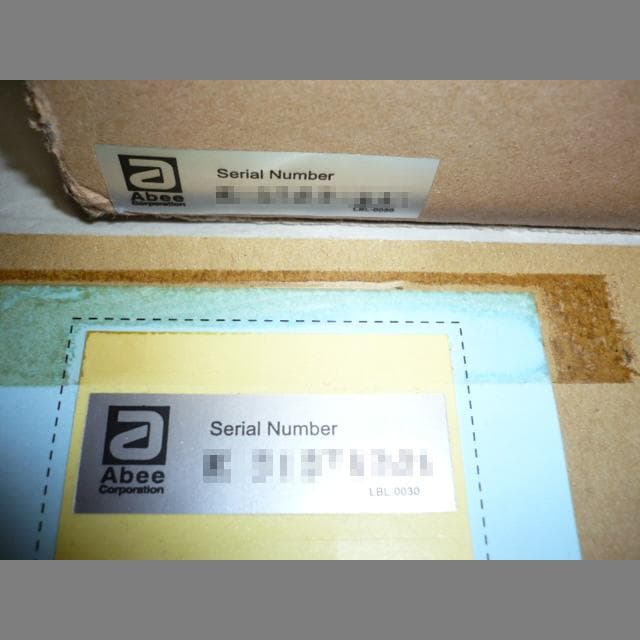 Abee
Corporation
Serial Number
LBL:0030
Abee
Corporation
Serial Number
LBL:0030